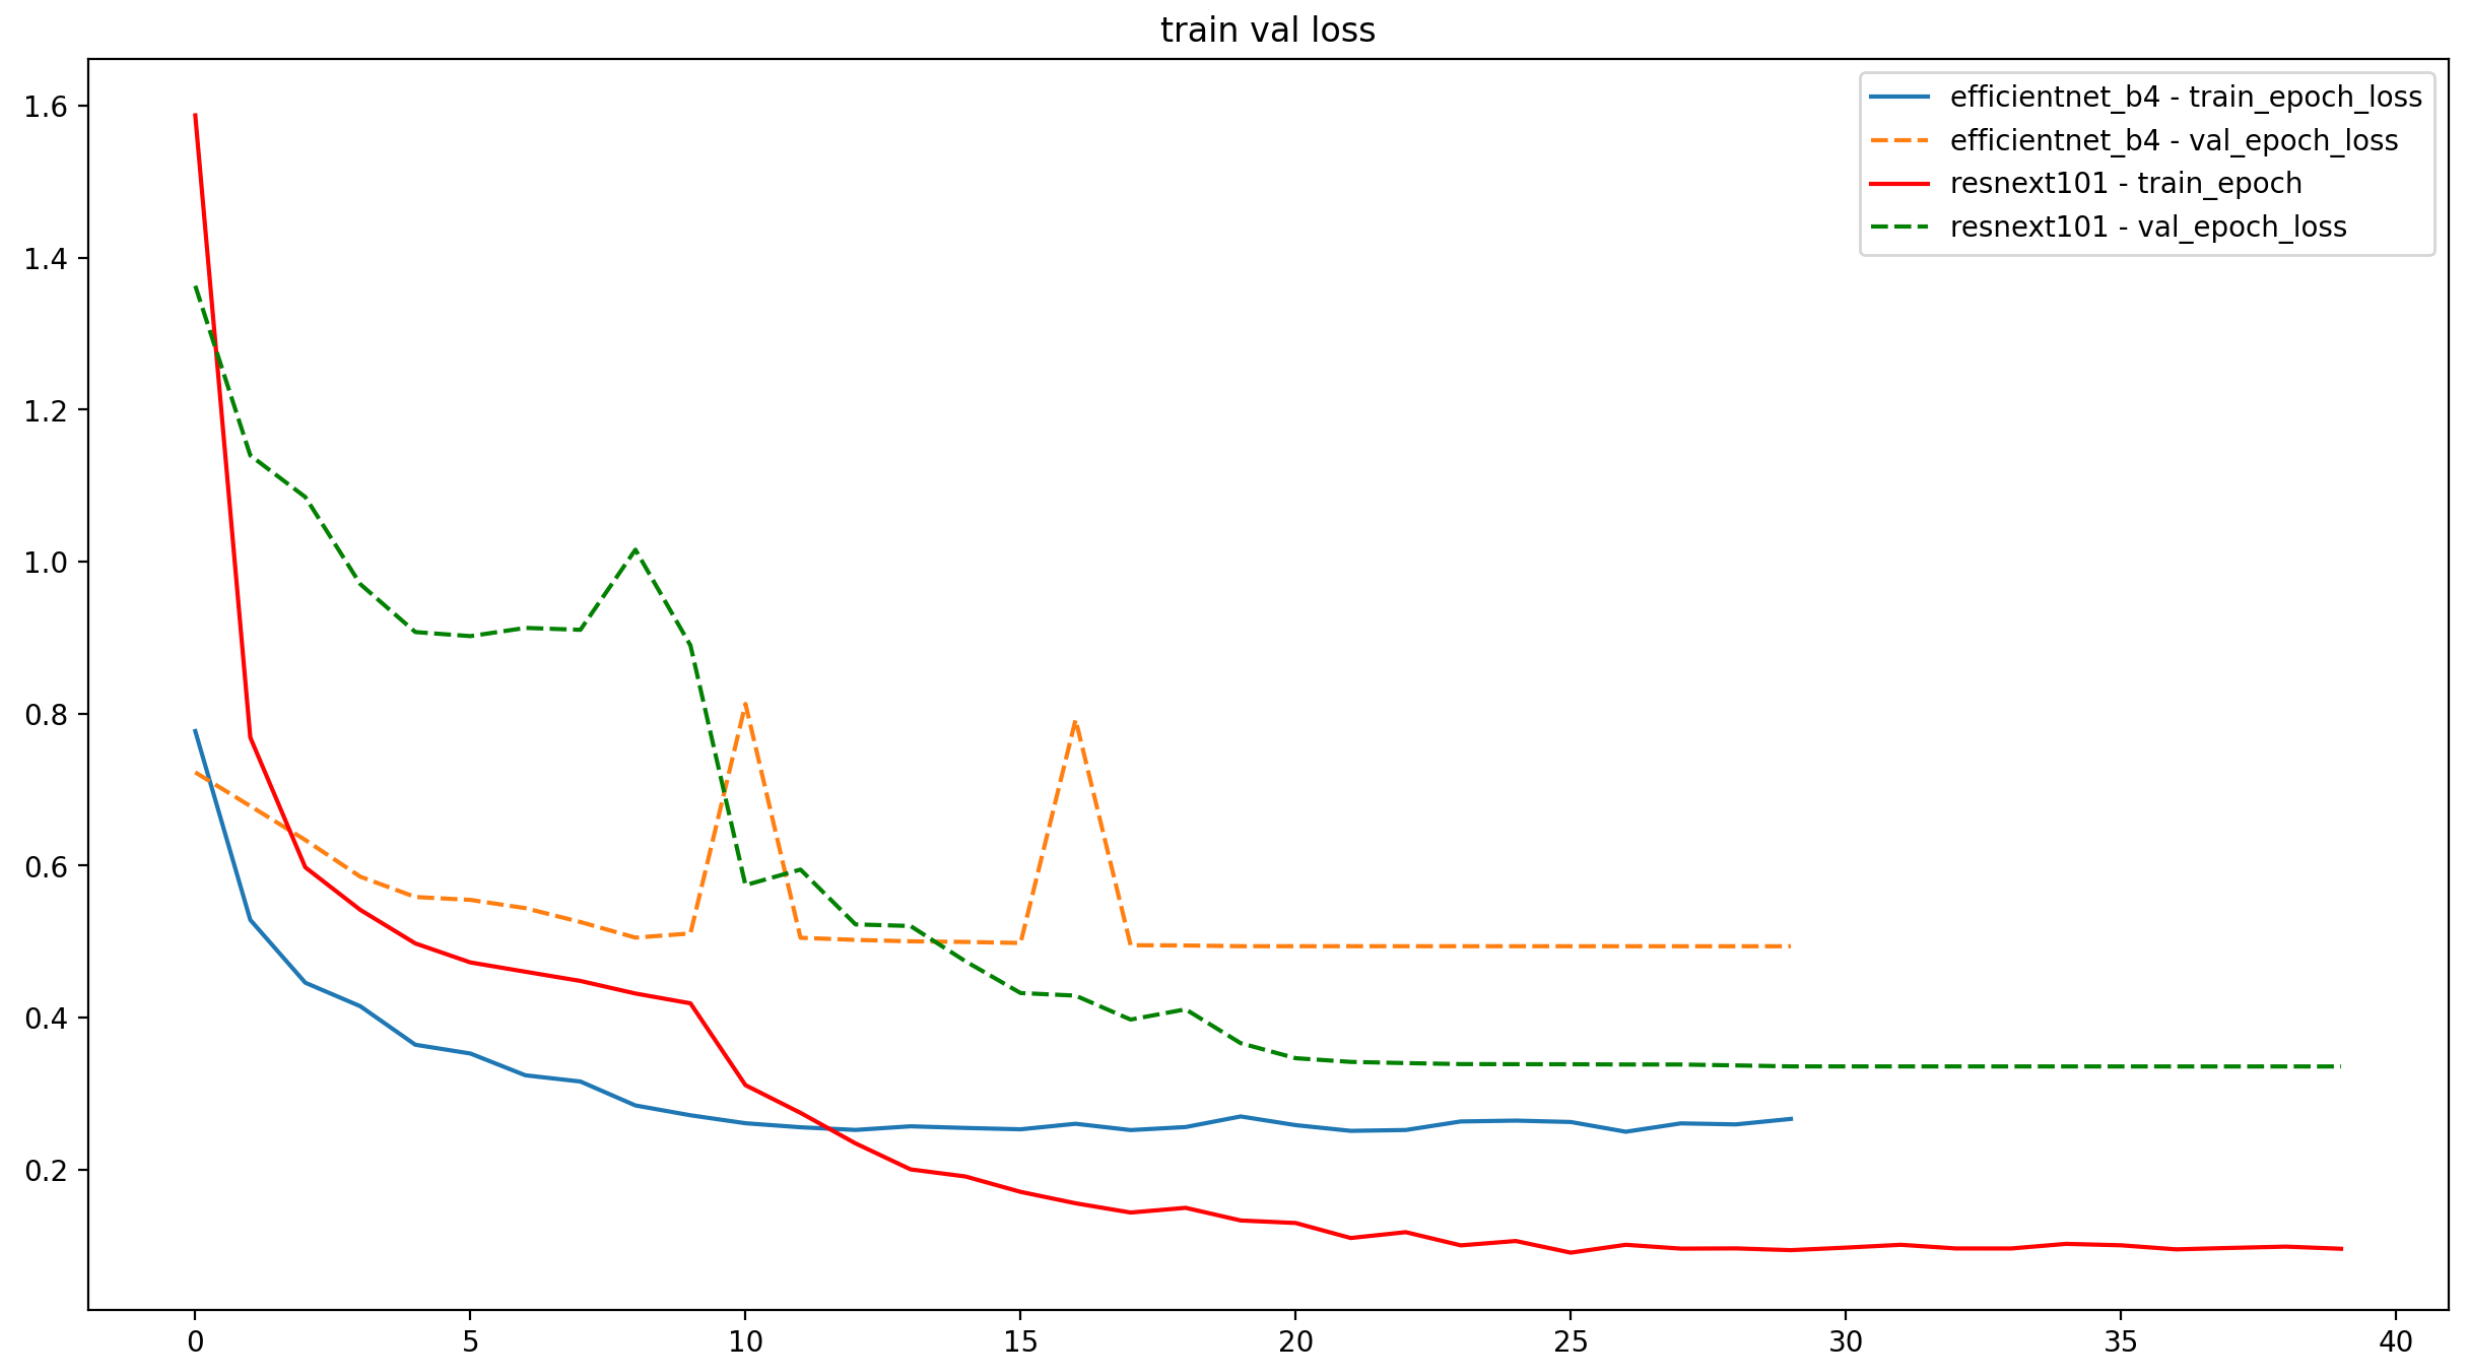 train val loss
1.6
1.4
1.2
1.0
0.8
0.6
0.4
0.2
efficientnet_b4 - train_epoch_loss
efficientnet_b4 - val_epoch_loss
resnext101 - train_epoch
resnext101 - val_epoch_loss
0 5 10 15 20 25 30 35 40